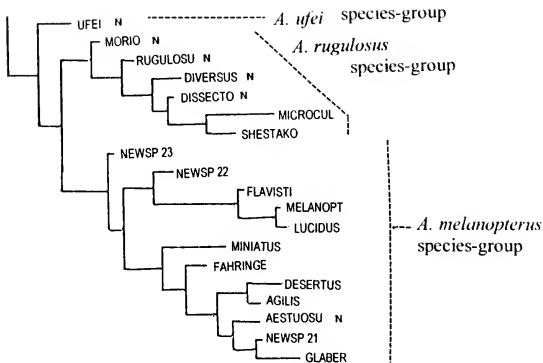 UFEI N
A. ufei species-group
MORIO N
A. rugulosus
RUGULOSU N
species-group
DIVERSUS N
DISSECTO N
MICROCUL
SHESTAKO
NEWSP 23
NEWSP 22
FLAVISTI
MELANOPT
LUCIDUS
A. melanopterus
species-group
MINIATUS
FAHRINGE
DESERTUS
AGILIS
AESTUOSU N
NEWSP 21
GLABER